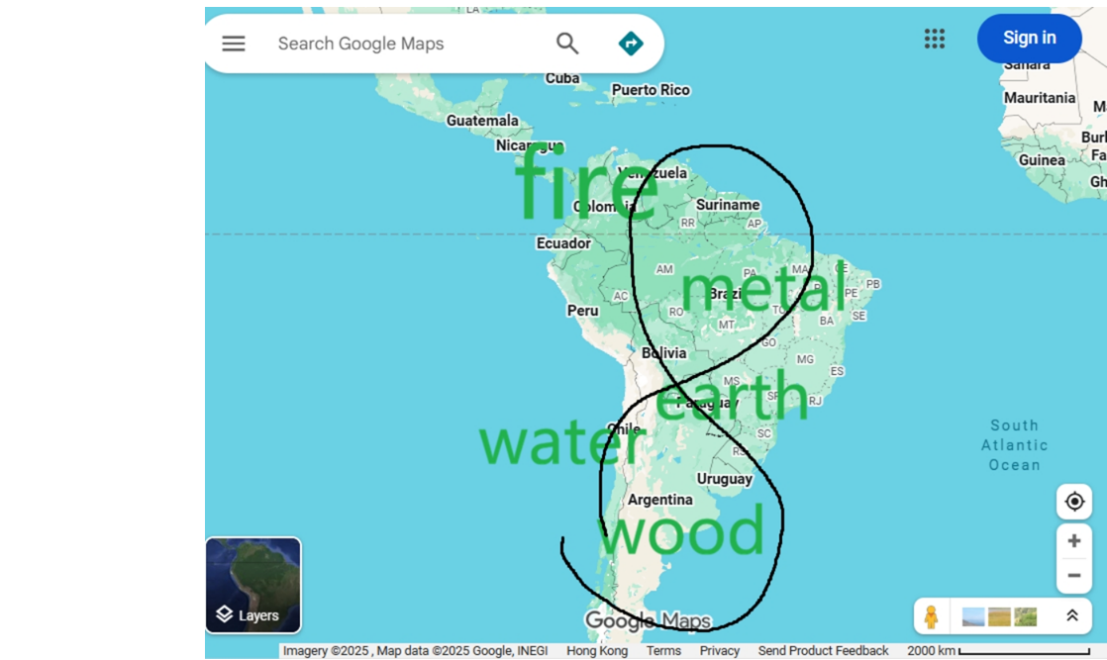 LA
Search Google Maps
Sign in
Sahara
Cuba
Puerto Rico
Mauritania
Guatemala
Nicaragua
Guinea
fire
Venezuela
Colombia
Suriname
RR
AP
Ecuador
AM
PA
MA
CE
metal
Brazil
PB
PE
AC
RO
TO
SE
Peru
MT
BA
GO
Bolivia
MG
ES
MS
earth
Paraguay
SP
RJ
Chile
water
SC
RS
South
Atlantic
Ocean
Uruguay
Argentina
wood
Layers
Google Maps
Imagery ©2025 , Map data ©2025 Google, INEGI Hong Kong Terms Privacy Send Product Feedback 2000 km